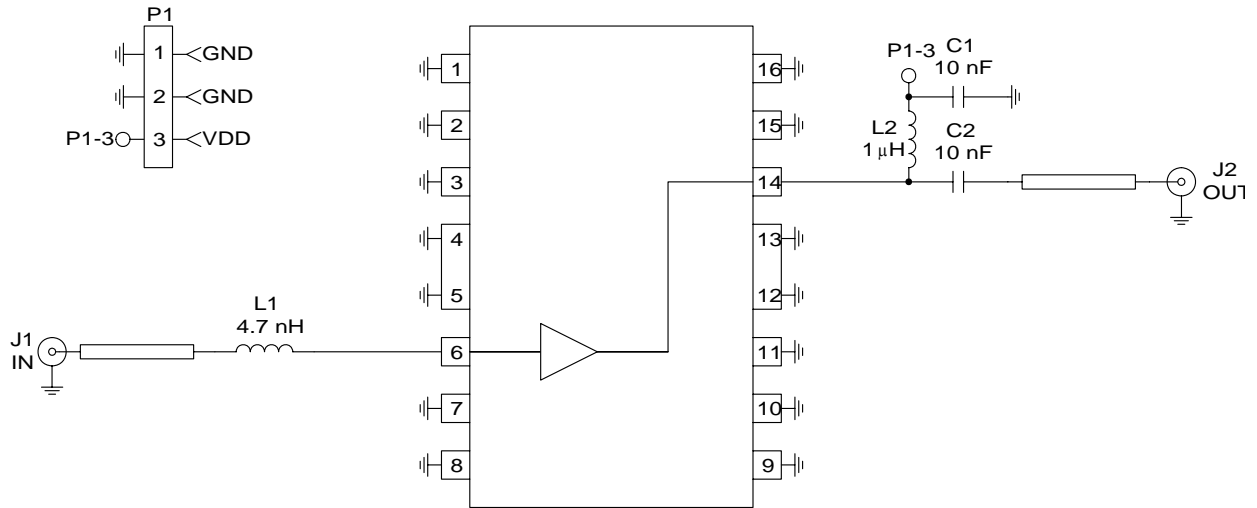 P1
1 GND
2 GND
P1-3 3 VDD
1
2
3
4
5
6
7
8
16
15
14
13
12
11
10
9
P1-3
C1
10 nF
L2
1 µH
C2
10 nF
J2
OUT
L1
4.7 nH
J1
IN